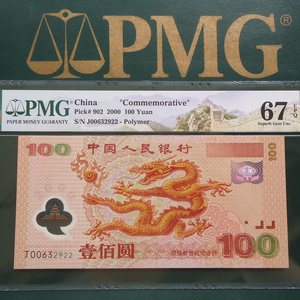 PMG
PMG
PAPER MONEY GUARANTY
China "Commemorative"
Pick# 902 2000 100 Yuan
S/N J00632922 - Polymer
67 EPQ
Superb Gem Unc
100
中国人民银行
100
J00632922
壹佰圆
100